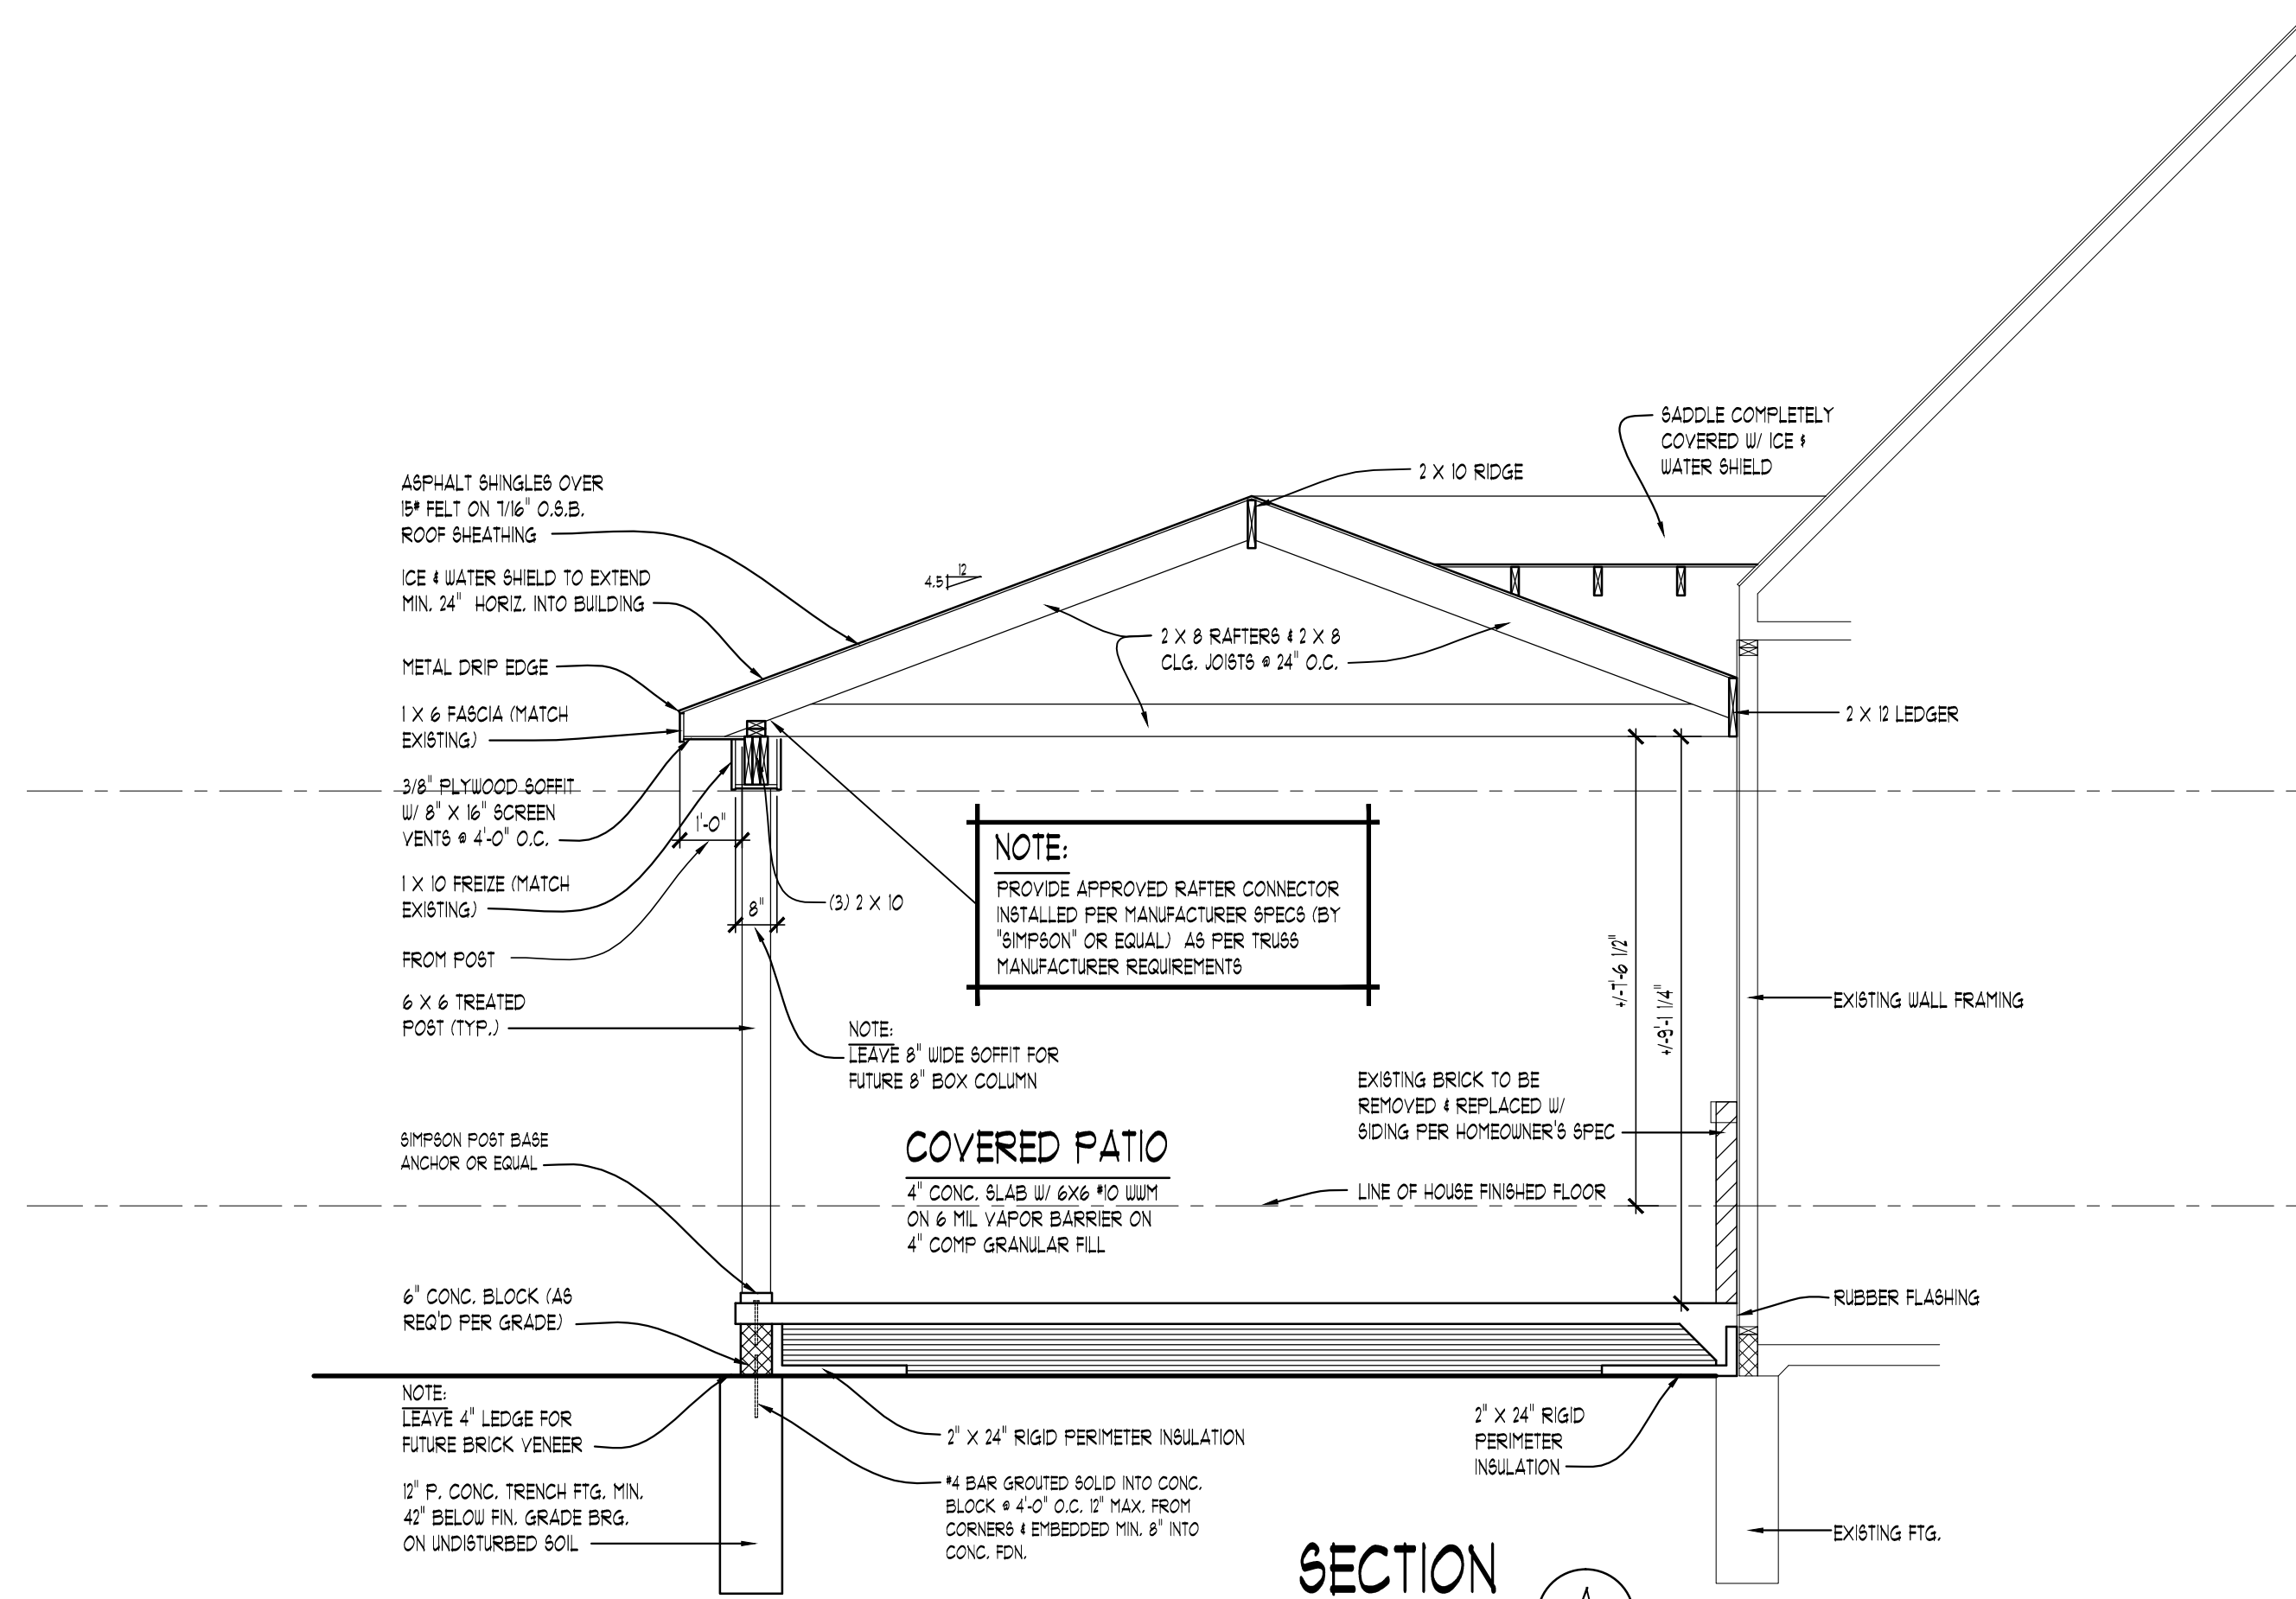 SADDLE COMPLETELY
COVERED W/ ICE &
WATER SHIELD
2 X 10 RIDGE
ASPHALT SHINGLES OVER
15# FELT ON 7/16" O.S.B.
ROOF SHEATHING
ICE & WATER SHIELD TO EXTEND
MIN. 24" HORIZ. INTO BUILDING
12
4.5
2 X 8 RAFTERS & 2 X 8
CLG. JOISTS @ 24" O.C.
METAL DRIP EDGE
1 X 6 FASCIA (MATCH
EXISTING)
2 X 12 LEDGER
3/8" PLYWOOD SOFFIT
W/ 8" X 16" SCREEN
VENTS @ 4'-0" O.C.
1'-0"
1 X 10 FREIZE (MATCH
EXISTING)
8"
(3) 2 X 10
NOTE:
PROVIDE APPROVED RAFTER CONNECTOR
INSTALLED PER MANUFACTURER SPECS (BY
"SIMPSON" OR EQUAL) AS PER TRUSS
MANUFACTURER REQUIREMENTS
FROM POST
6 X 6 TREATED
POST (TYP.)
+/-7'-6 1/2"
+/-9'-1 1/4"
EXISTING WALL FRAMING
NOTE:
LEAVE 8" WIDE SOFFIT FOR
FUTURE 8" BOX COLUMN
EXISTING BRICK TO BE
REMOVED & REPLACED W/
SIDING PER HOMEOWNER'S SPEC
SIMPSON POST BASE
ANCHOR OR EQUAL
COVERED PATIO
4" CONC. SLAB W/ 6X6 #10 WWM
ON 6 MIL VAPOR BARRIER ON
4" COMP GRANULAR FILL
LINE OF HOUSE FINISHED FLOOR
6" CONC. BLOCK (AS
REQ'D PER GRADE)
RUBBER FLASHING
NOTE:
LEAVE 4" LEDGE FOR
FUTURE BRICK VENEER
2" X 24" RIGID PERIMETER INSULATION
2" X 24" RIGID
PERIMETER
INSULATION
12" P. CONC. TRENCH FTG. MIN.
42" BELOW FIN. GRADE BRG.
ON UNDISTURBED SOIL
#4 BAR GROUTED SOLID INTO CONC.
BLOCK @ 4'-0" O.C. 12" MAX. FROM
CORNERS & EMBEDDED MIN. 8" INTO
CONC. FDN.
EXISTING FTG.
SECTION
A